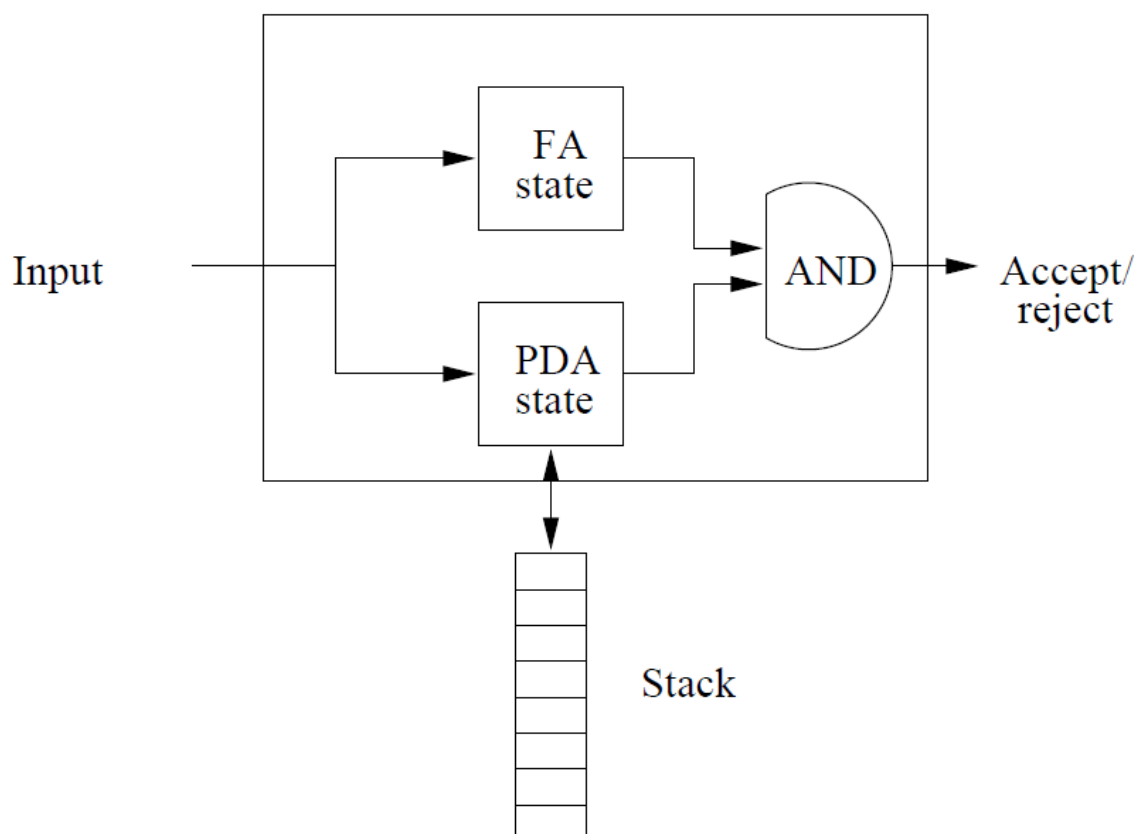 FA
state
Input
AND
Accept/
reject
PDA
state
Stack